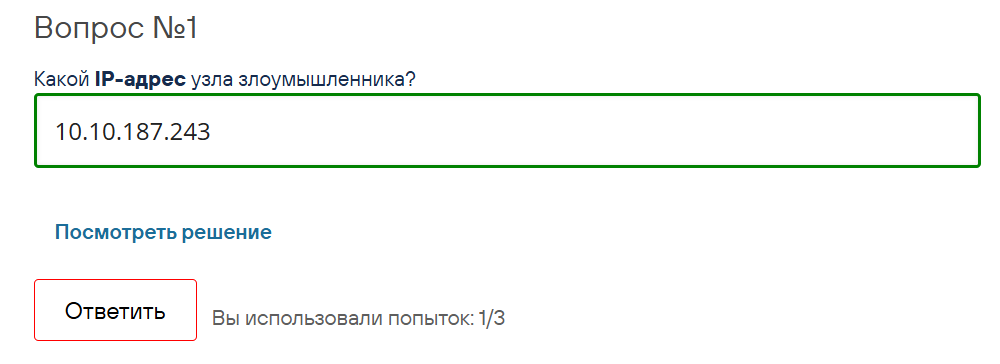 Вопрос №1
Какой IP-адрес узла злоумышленника?
10.10.187.243
Посмотреть решение
Ответить
Вы использовали попыток: 1/3